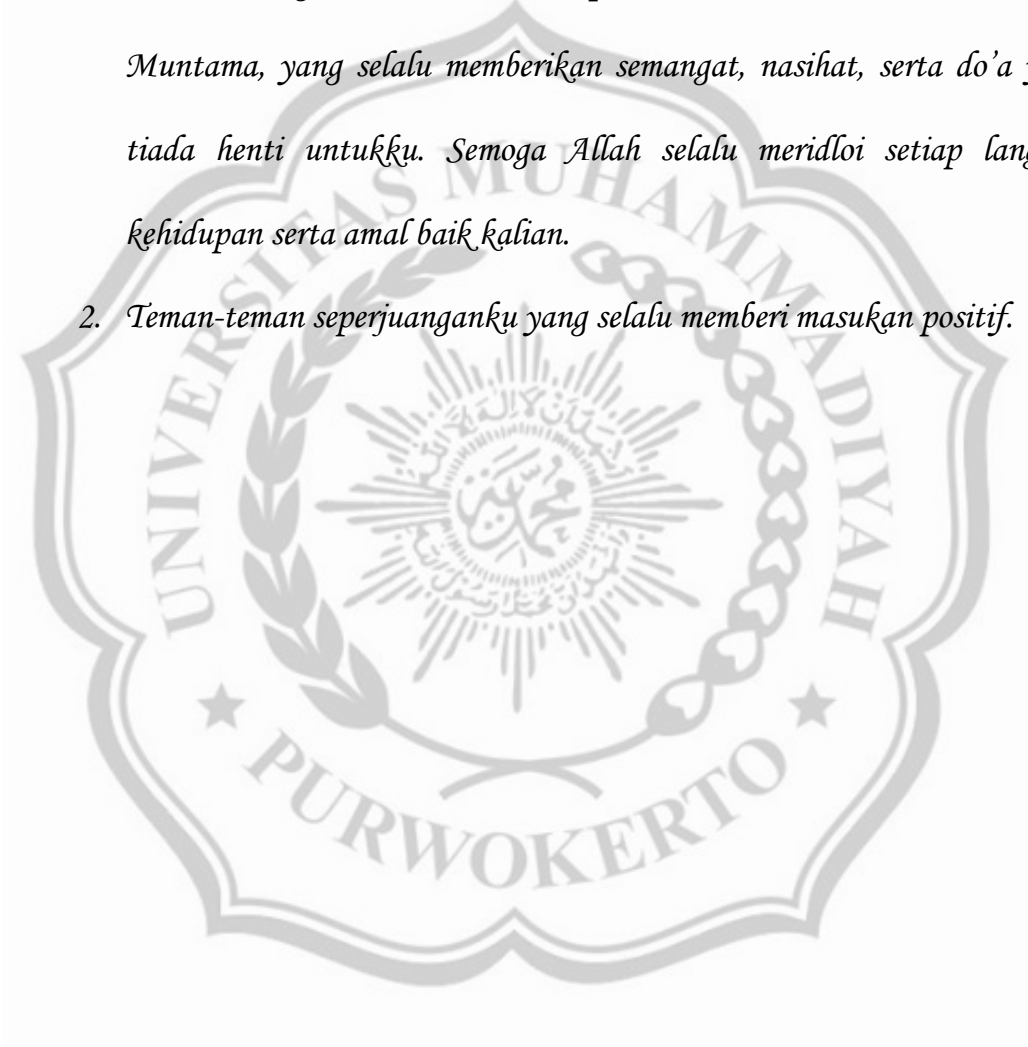 Muntama, yang selalu memberikan semangat, nasihat, serta do’a
tiada henti untukku. Semoga Allah selalu meridloi setiap
kehidupan serta amal baik kalian.
2. Teman-teman seperjuanganku yang selalu memberi masukan positif.
UNIVERSITAS MUHAMMADIYAH
PURWOKERTO